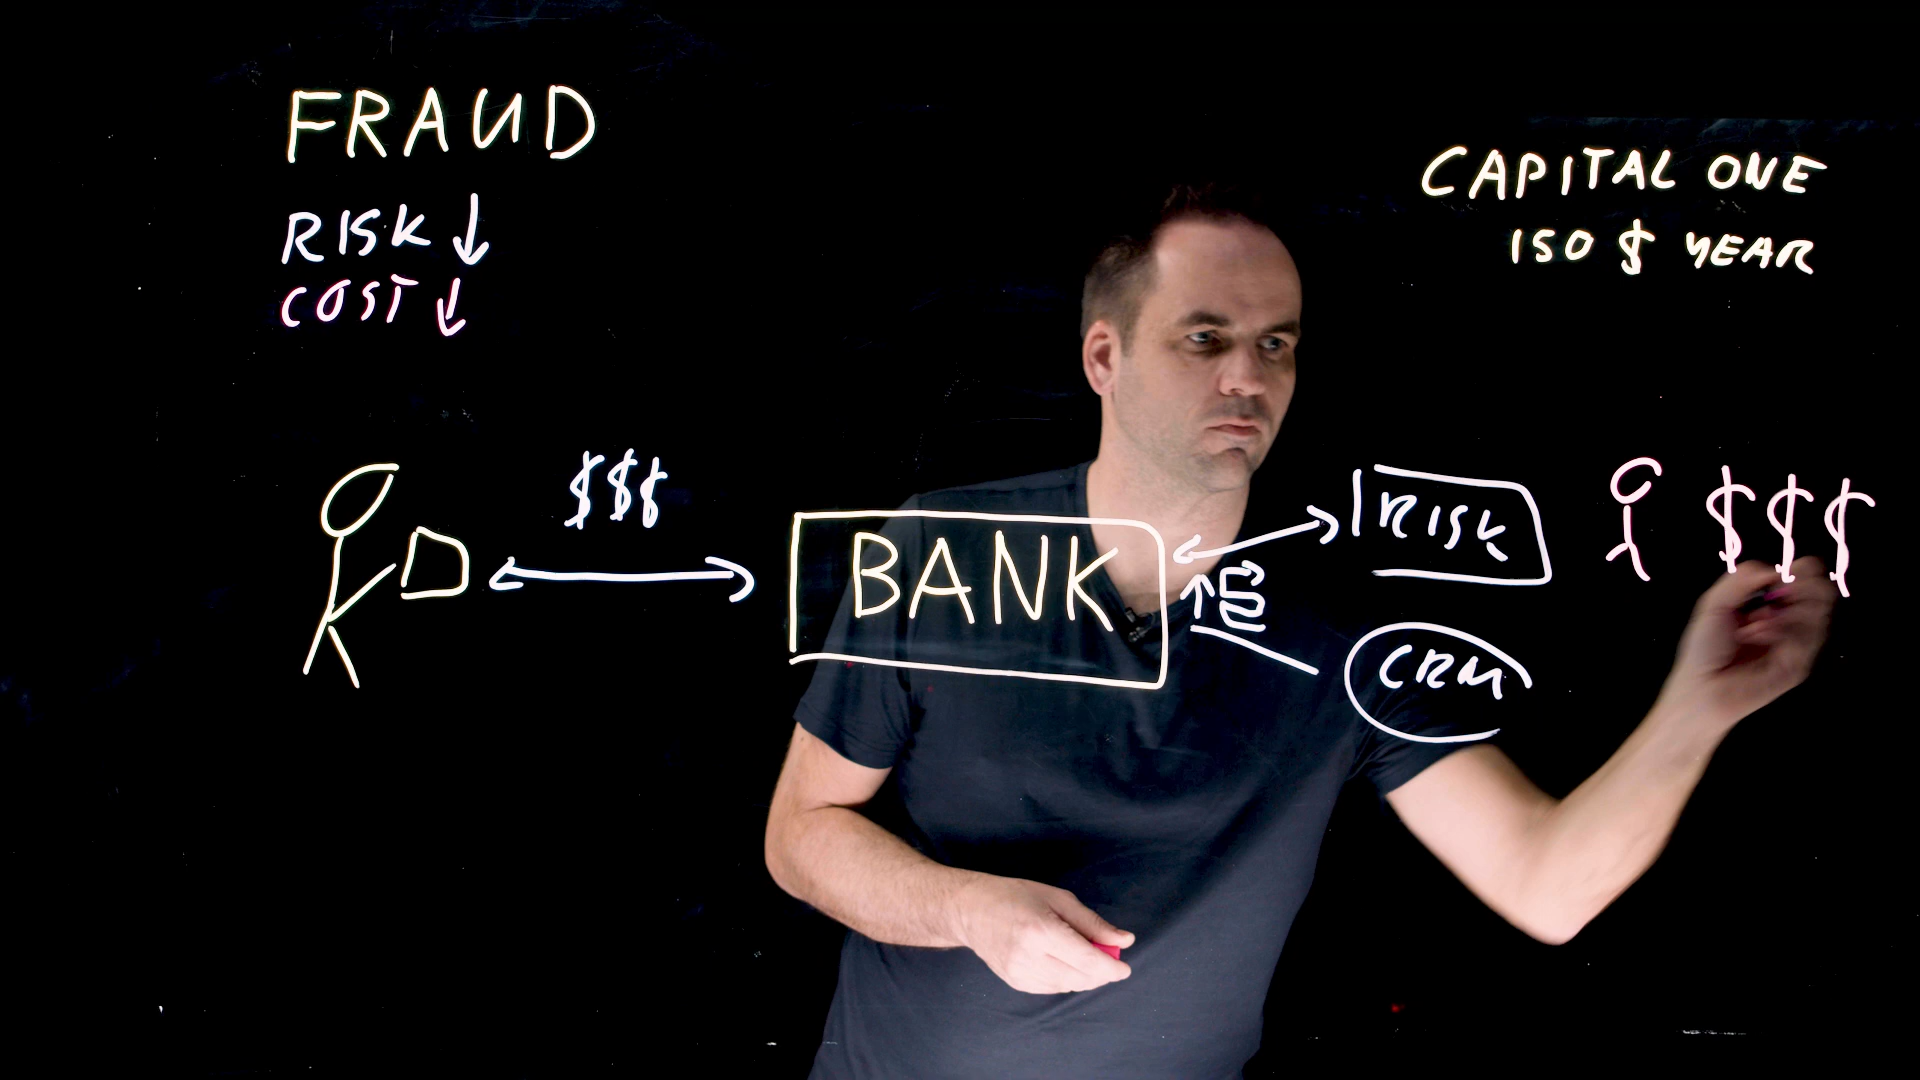 FRAUD
RISK ↓
COST ↓
CAPITAL ONE
150 $ YEAR
$$$
BANK
RISK
$$$
CRM